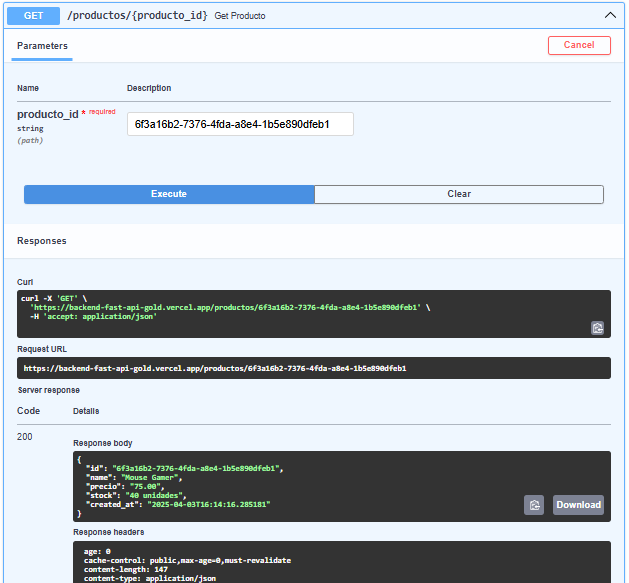 GET /productos/{producto_id} Get Producto
Parameters
Cancel
Name Description
producto_id * required
string
(path)
6f3a16b2-7376-4fda-a8e4-1b5e890dfeb1
Execute
Clear
Responses
Curl
curl -X 'GET' \
'https://backend-fast-api-gold.vercel.app/productos/6f3a16b2-7376-4fda-a8e4-1b5e890dfeb1' \
-H 'accept: application/json'
Request URL
https://backend-fast-api-gold.vercel.app/productos/6f3a16b2-7376-4fda-a8e4-1b5e890dfeb1
Server response
Code Details
200
Response body
{
"id": "6f3a16b2-7376-4fda-a8e4-1b5e890dfeb1",
"name": "Mouse Gamer",
"precio": "75.00",
"stock": "40 unidades",
"created_at": "2025-04-03T16:14:16.285181"
}
Download
Response headers
age: 0
cache-control: public,max-age=0,must-revalidate
content-length: 147
content-type: application/json